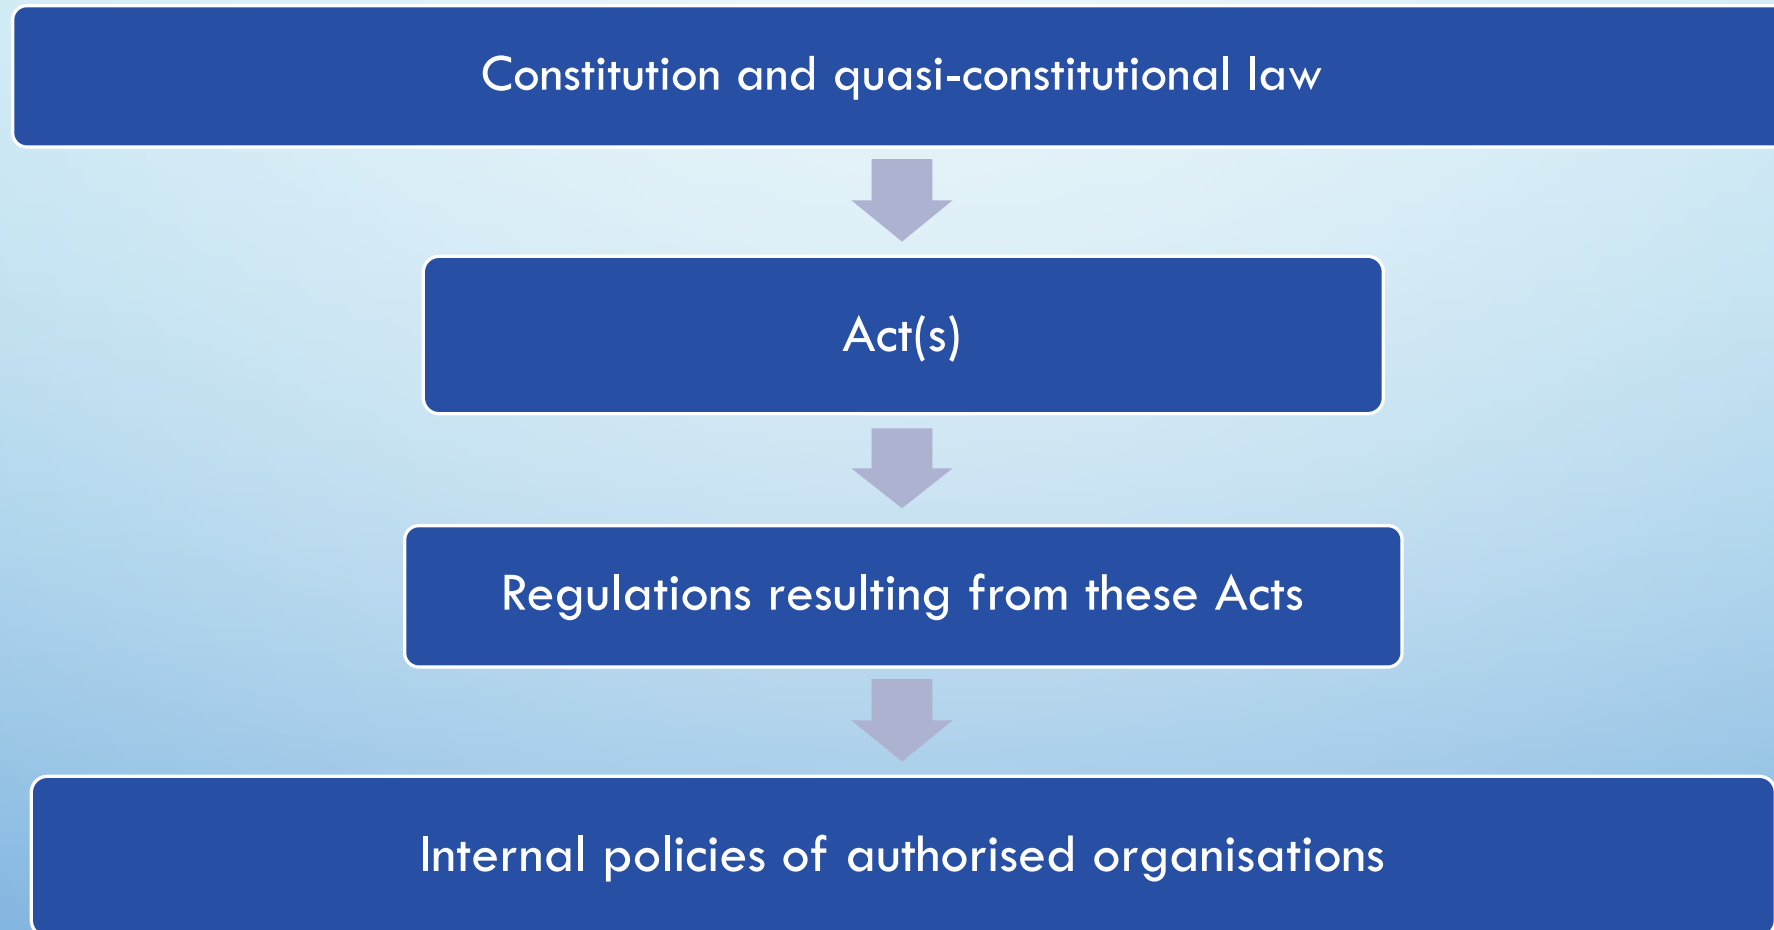 Constitution and quasi-constitutional law
Act(s)
Regulations resulting from these Acts
Internal policies of authorised organisations